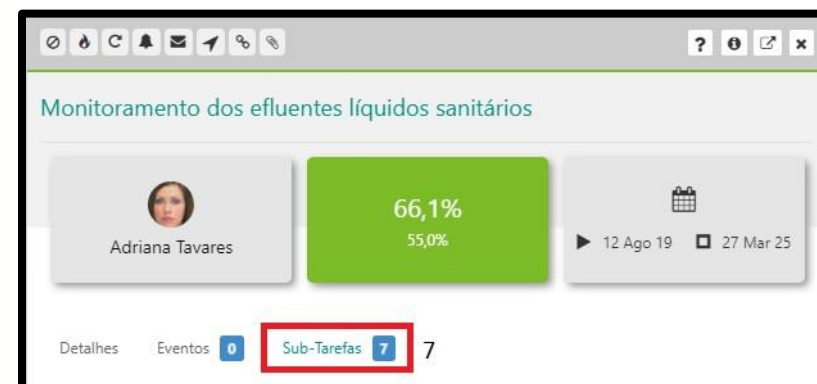 Monitoramento dos efluentes líquidos sanitários
Adriana Tavares
66,1%
55,0%
12 Ago 19 27 Mar 25
Detalhes Eventos 0 Sub-Tarefas 7 7